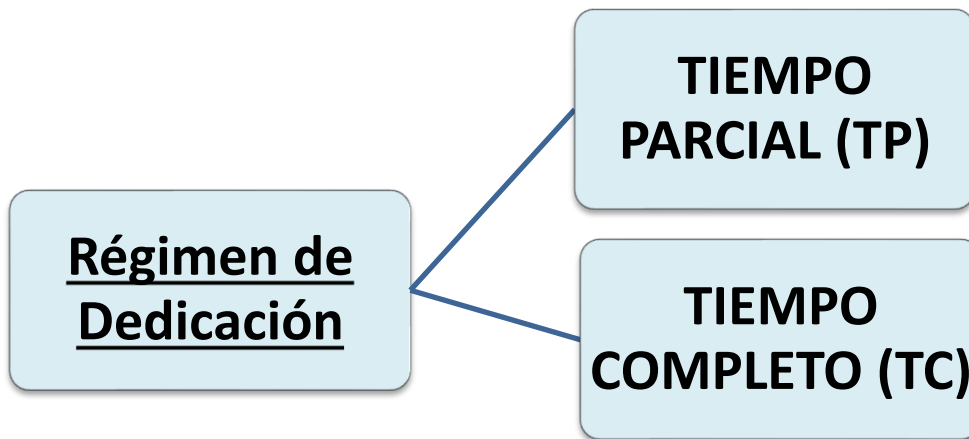 TIEMPO
PARCIAL (TP)
Régimen de
Dedicación
TIEMPO
COMPLETO (TC)